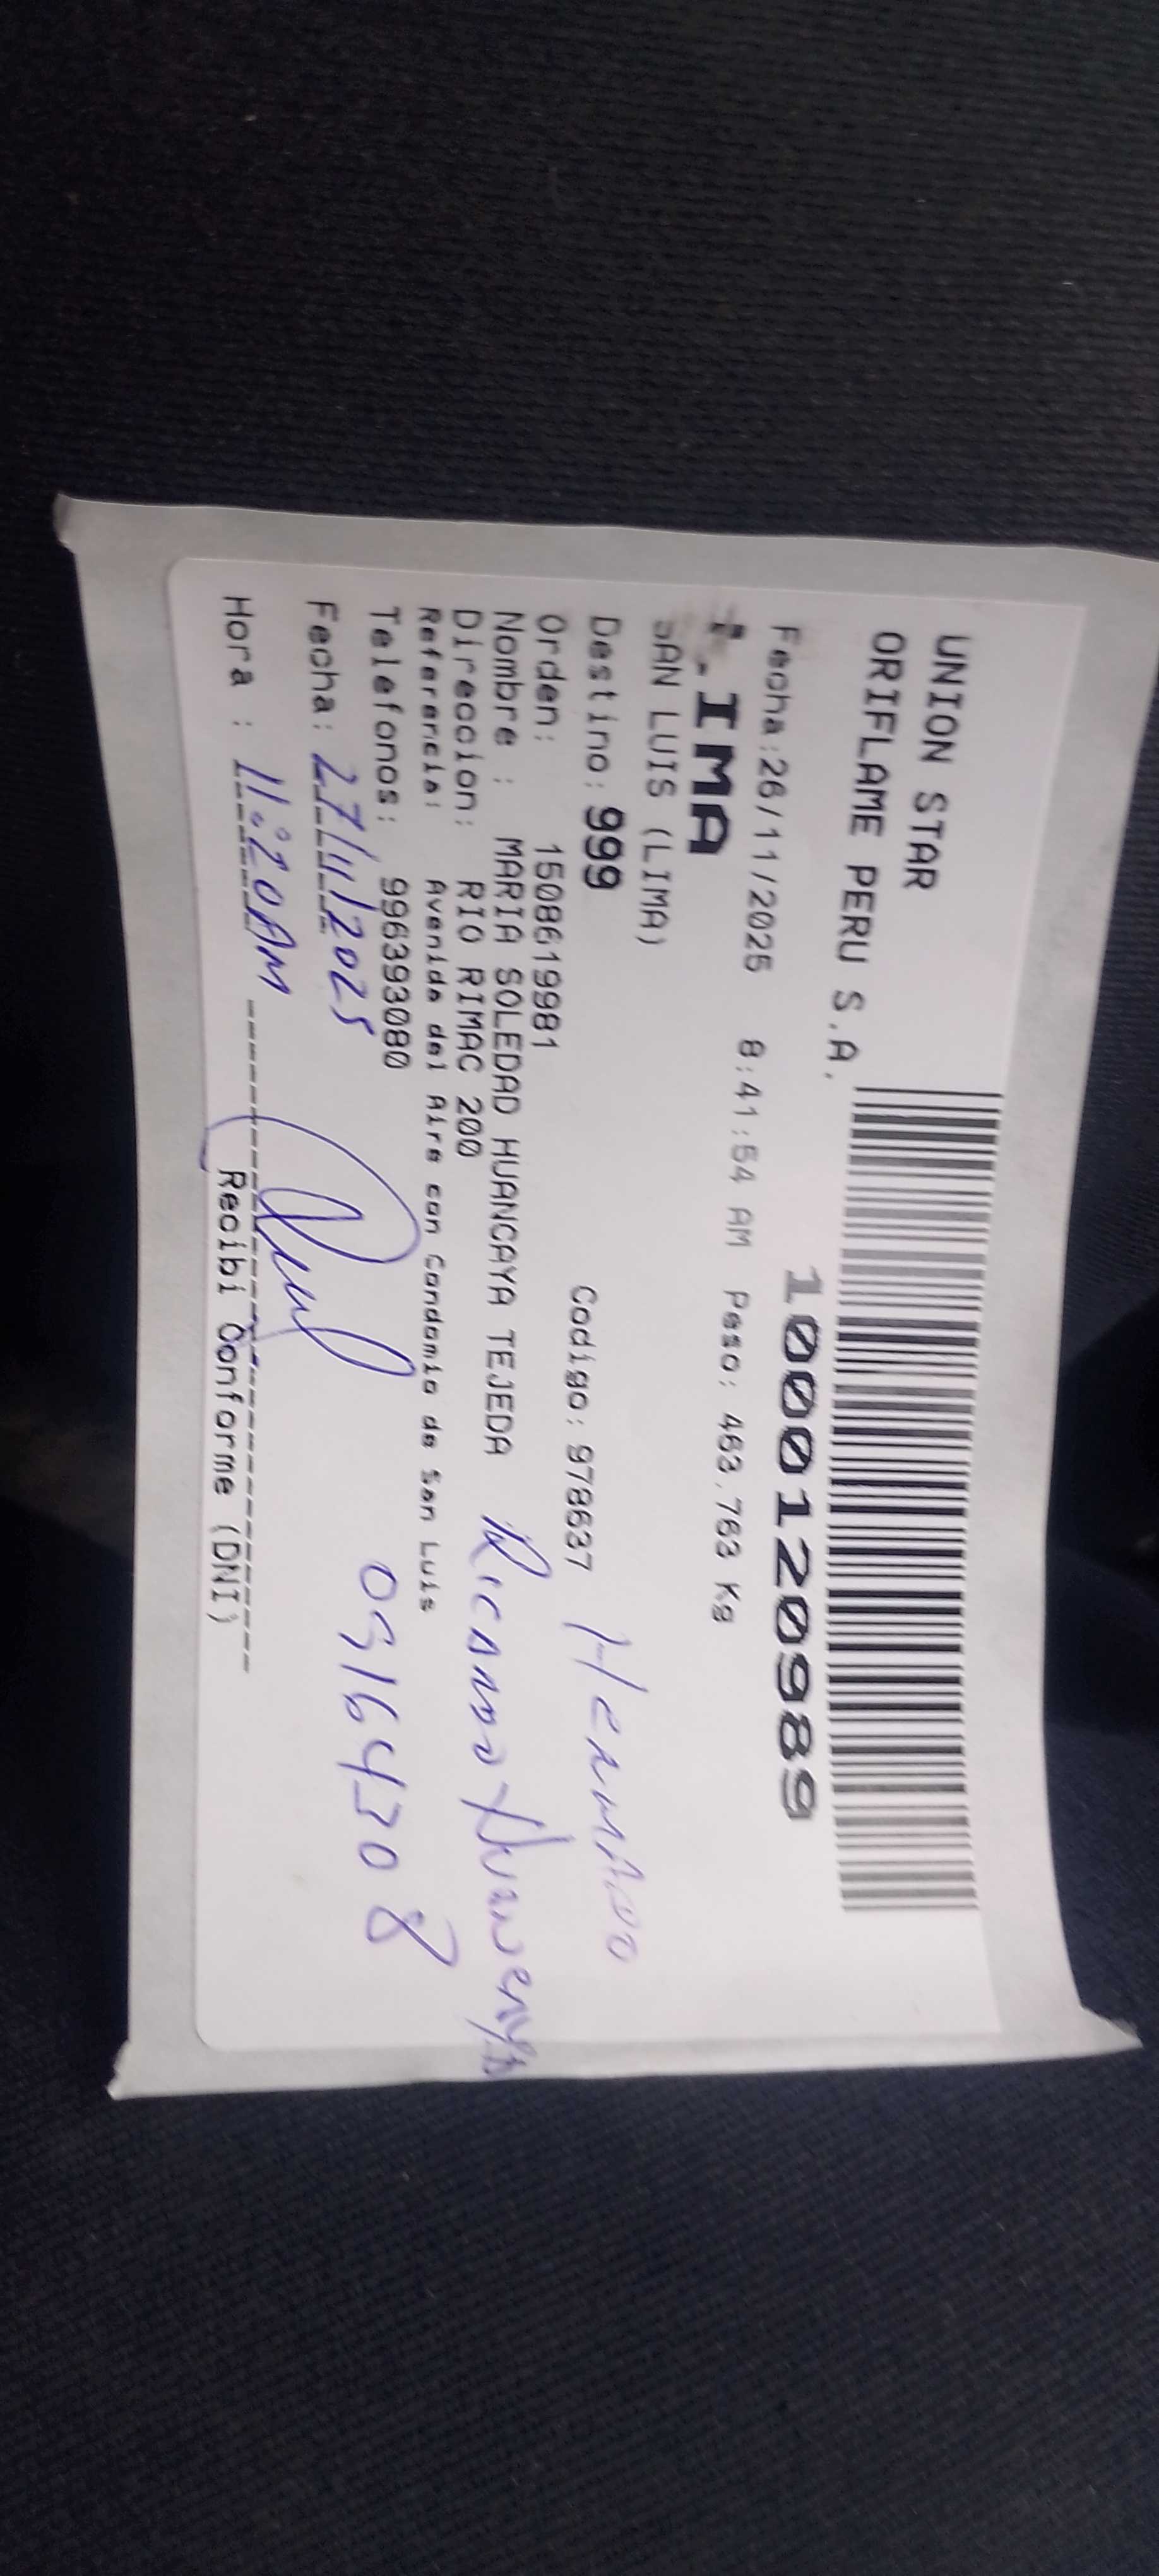 UNION STAR
ORIFLAME PERU S.A.
1000120989
Fecha:26/11/2025 8:41:54 AM Peso: 463.763 Kg
LIMA
SAN LUIS (LIMA)
Destino: 999
Codigo: 978637 Hermano
Orden: 1508619981
Nombre : MARIA SOLEDAD HUANCAYA TEJEDA Ricardo Huancaya
Direccion: RIO RIMAC 200
Referencia: Avenida del Aire con Condomio de San Luis
Telefonos: 996393080
09164308
Fecha: 27/11/2025
Hora : 11:20AM
Recibi Conforme (DNI)